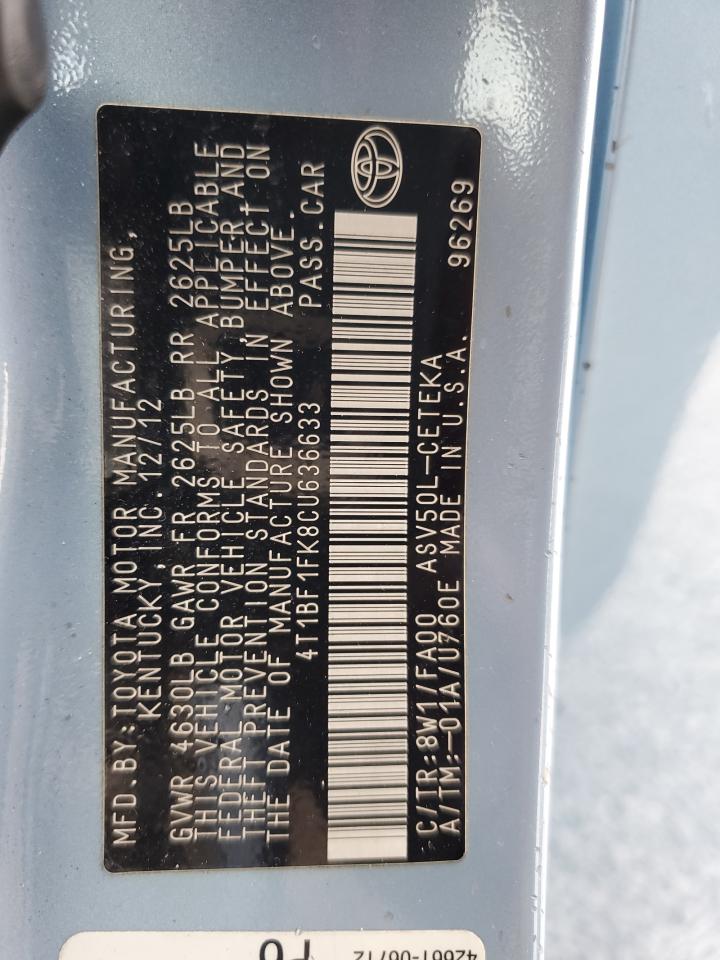 MFD.BY:TOYOTA MOTOR MANUFACTURING,
KENTUCKY,INC.12/12
GVWR 4630LB GAWR FR 2625LB RR 2625LB
THIS VEHICLE CONFORMS TO ALL APPLICABLE
FEDERAL MOTOR VEHICLE SAFETY,BUMPER,AND
THEFT PREVENTION STANDARDS IN EFFECT ON
THE DATE OF MANUFACTURE SHOWN ABOVE.
4T1BF1FK8CU636633 PASS.CAR
C/TR:8W1/FA00 ASV50L-CETEKA
A/TM:-01A/U760E MADE IN U.S.A. 96269
42661-06712